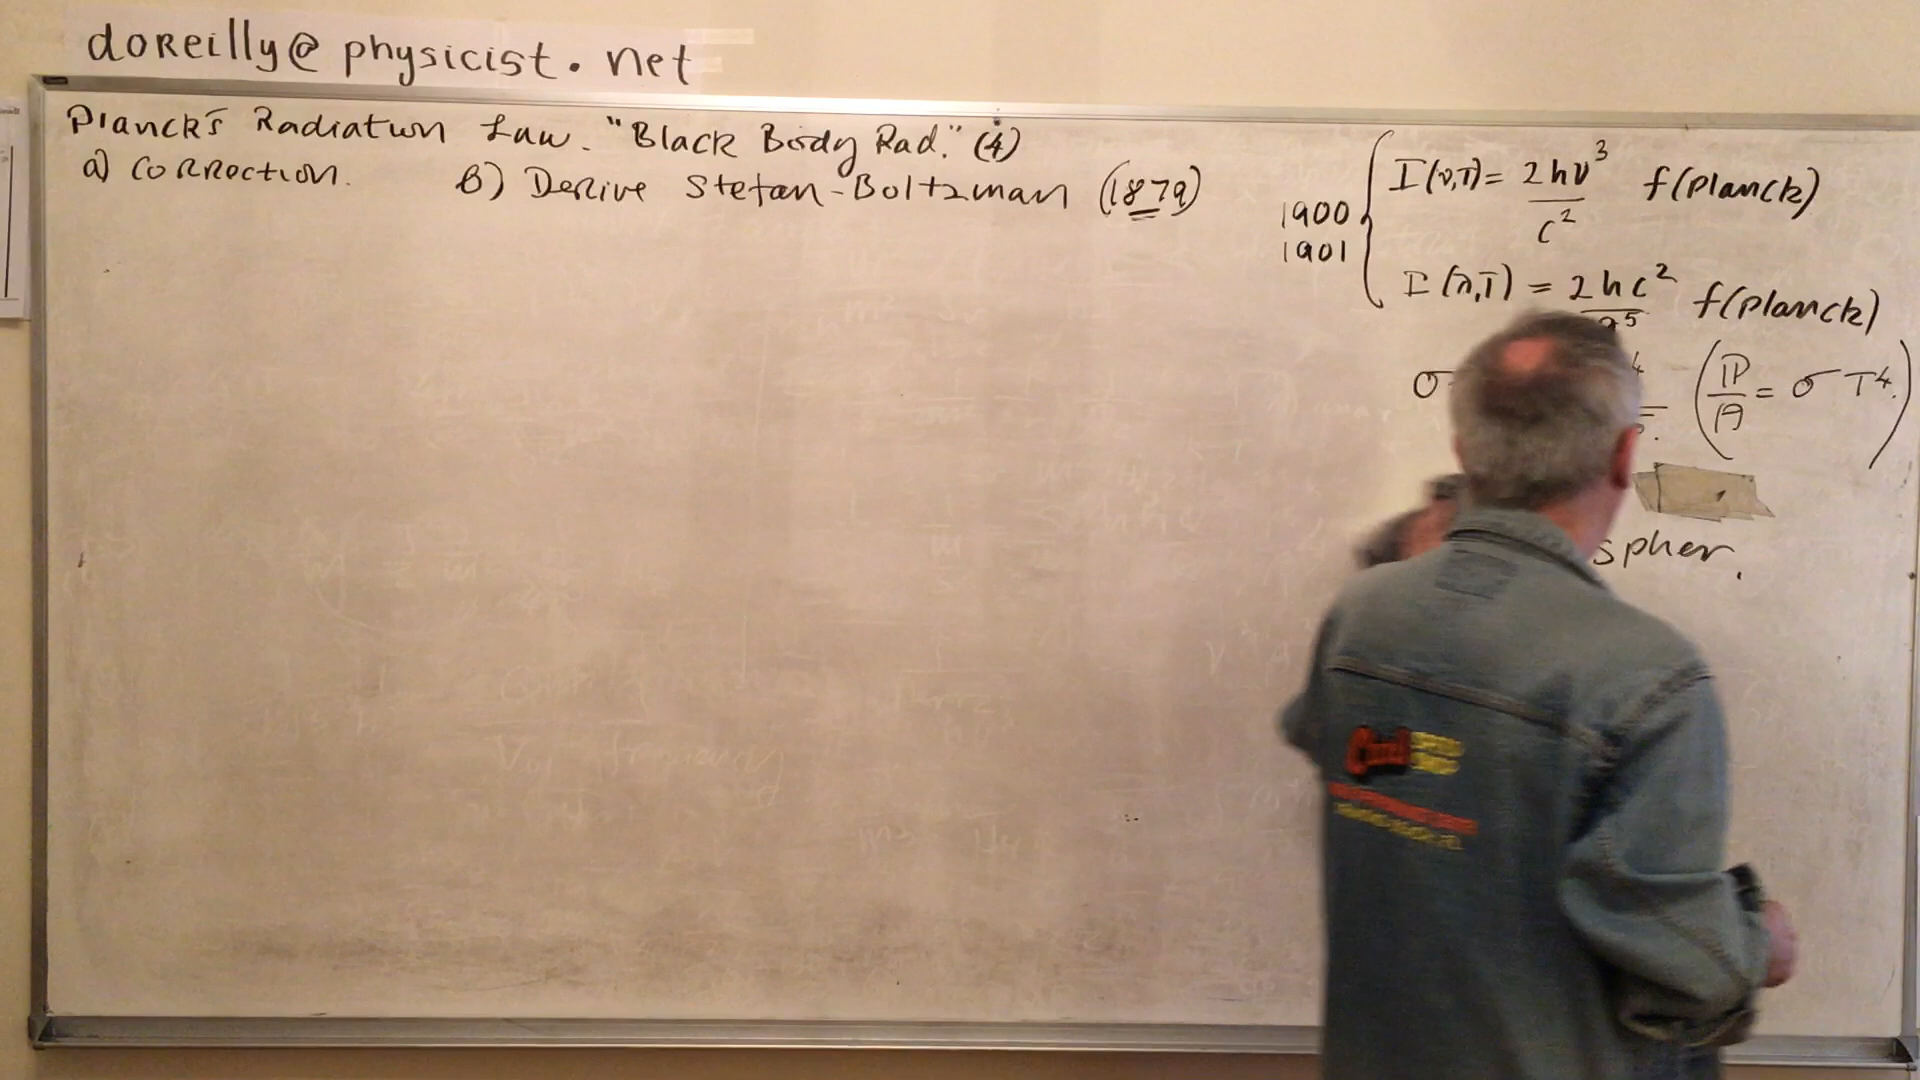 doReilly@physicist.net
Planck's Radiation Law. "Black Body Rad." (4)
a) Correction. B) Derive Stefan-Boltzman (1879)
1900
1901
I(ν,T) = 2hν³/c² f(Planck)
I(λ,T) = 2hc²/λ⁵ f(Planck)
σ (P/A = σT⁴.)
spher.